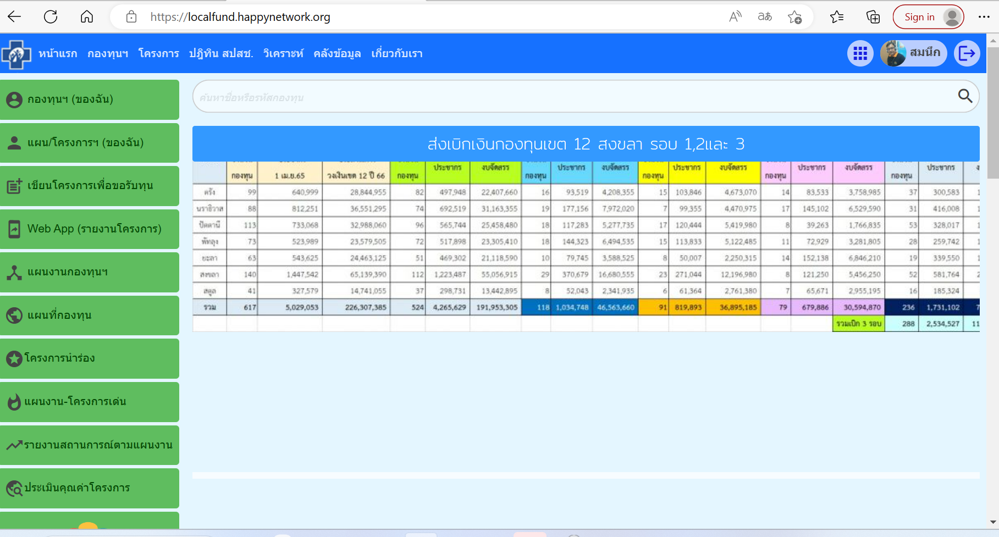 https://localfund.happynetwork.org
Sign in
หน้าแรก กองทุนฯ โครงการ ปฎิทิน สปสช. วิเคราะห์ คลังข้อมูล เกี่ยวกับเรา
สมนึก
กองทุนฯ (ของฉัน)
แผน/โครงการฯ (ของฉัน)
เขียนโครงการเพื่อขอรับทุน
Web App (รายงานโครงการ)
แผนงานกองทุนฯ
แผนที่กองทุน
โครงการนำร่อง
แผนงาน-โครงการเด่น
รายงานสถานการณ์ตามแผนงาน
ประเมินคุณค่าโครงการ
ค้นหาชื่อหรือรหัสกองทุน
ส่งเบิกเงินกองทุนเขต 12 สงขลา รอบ 1,2และ 3
กองทุน 1 เม.ย.65 วงเงินเขต 12 ปี 66 กองทุน ประชากร งบจัดสรร กองทุน ประชากร งบจัดสรร กองทุน ประชากร งบจัดสรร กองทุน ประชากร งบจัดสรร กองทุน ประชากร
ตรัง 99 640,999 28,844,955 82 497,948 22,407,660 16 93,519 4,208,355 15 103,846 4,673,070 14 83,533 3,758,985 37 300,583
นราธิวาส 88 812,251 36,551,295 74 692,519 31,163,355 19 177,156 7,972,020 7 99,355 4,470,975 17 145,102 6,529,590 31 416,008
ปัตตานี 113 733,068 32,988,060 96 565,744 25,458,480 18 117,283 5,277,735 17 120,444 5,419,980 8 39,263 1,766,835 53 328,017
พัทลุง 73 523,989 23,579,505 72 517,898 23,305,410 18 144,323 6,494,535 15 113,833 5,122,485 11 72,929 3,281,805 28 259,742
ยะลา 63 543,625 24,463,125 51 469,302 21,118,590 10 79,745 3,588,525 8 50,007 2,250,315 14 152,138 6,846,210 19 339,550
สงขลา 140 1,447,542 65,139,390 112 1,223,487 55,056,915 29 370,679 16,680,555 23 271,044 12,196,980 8 121,250 5,456,250 52 581,764
สตูล 41 327,579 14,741,055 37 298,731 13,442,895 8 52,043 2,341,935 6 61,364 2,761,380 7 65,671 2,955,195 16 185,324
รวม 617 5,029,053 226,307,385 524 4,265,629 191,953,305 118 1,034,748 46,563,660 91 819,893 36,895,185 79 679,886 30,594,870 236 1,731,102
รวมเบิก 3 รอบ 288 2,534,527